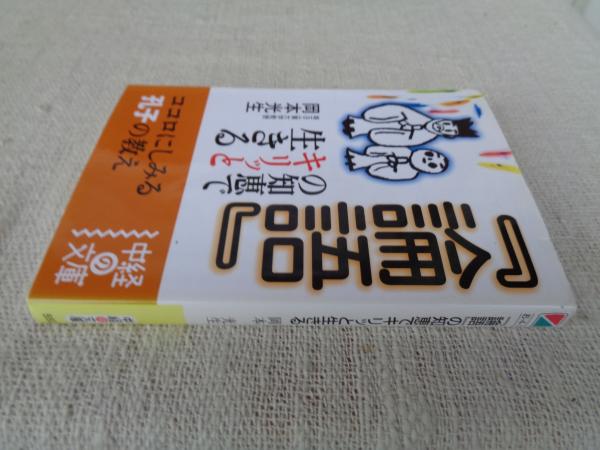 『論語』
の知恵で
キリッと
生きる
岡本光生
ココロにしみる
孔子の教え
中経
の
文庫
『論語』の知恵でキリッと生きる
岡本光生